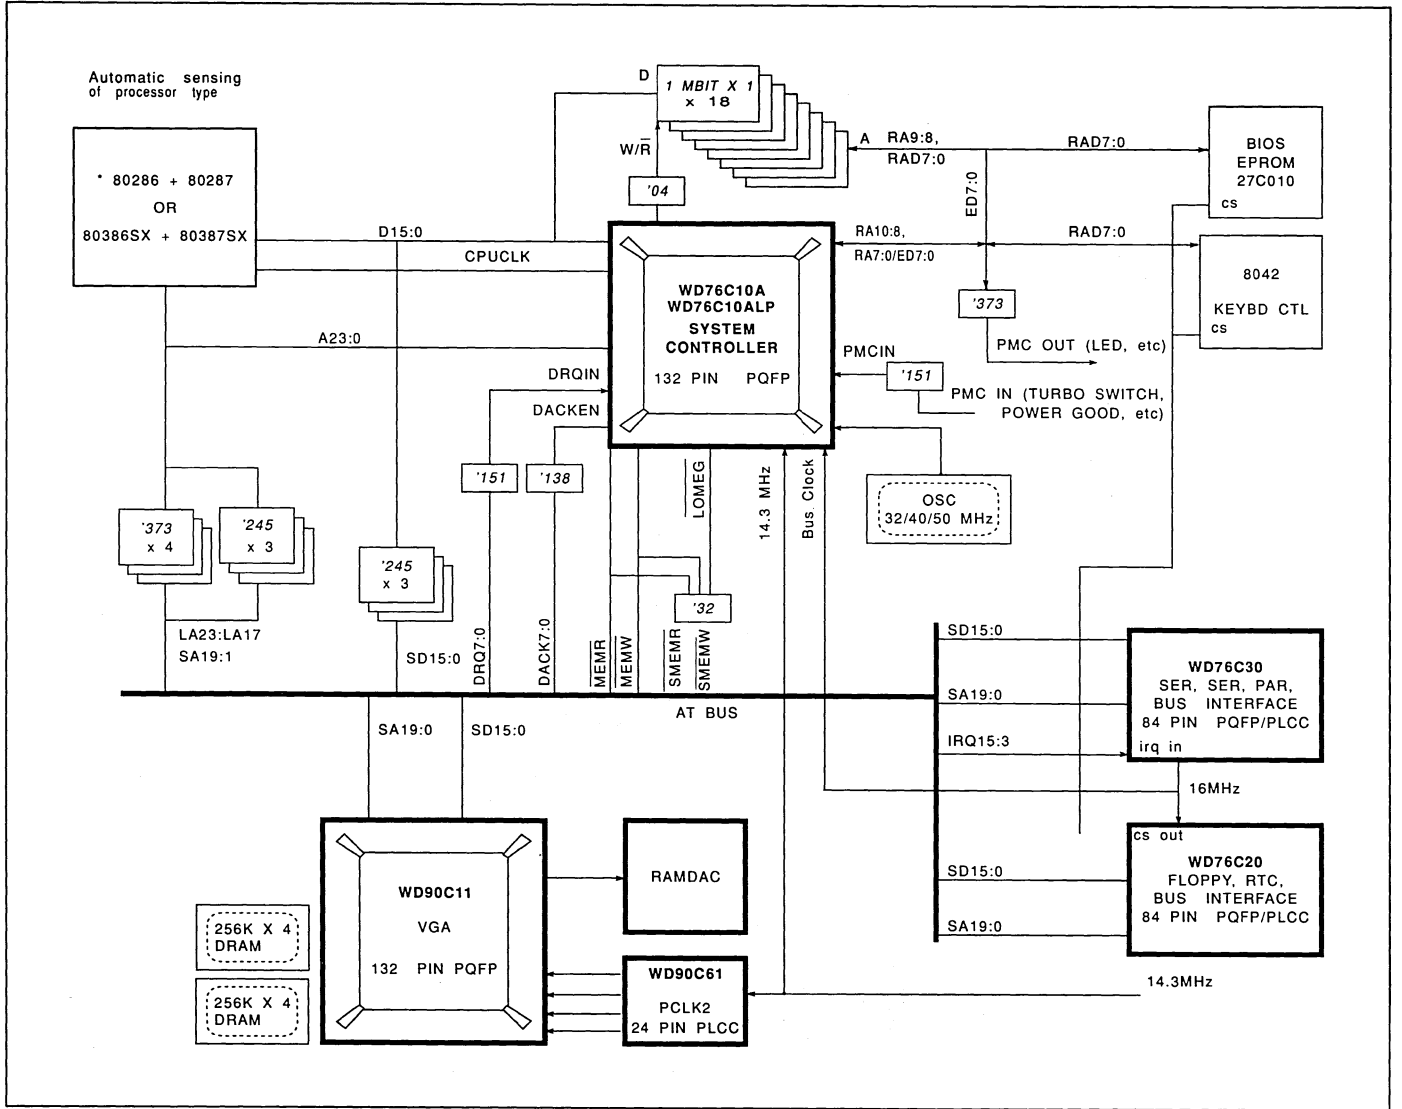 Automatic sensing
of processor type
* 80286 + 80287
OR
80386SX + 80387SX
D
1 MBIT X 1
x 18
W/R̅
'04
A
RA9:8,
RAD7:0
RAD7:0
ED7:0
BIOS
EPROM
27C010
cs
D15:0
CPUCLK
RA10:8,
RA7:0/ED7:0
RAD7:0
8042
KEYBD CTL
cs
'373
PMC OUT (LED, etc)
WD76C10A
WD76C10ALP
SYSTEM
CONTROLLER
132 PIN PQFP
A23:0
DRQIN
DACKEN
PMCIN
'151
PMC IN (TURBO SWITCH,
POWER GOOD, etc)
'151
'138
LOMEG
14.3 MHz
Bus Clock
OSC
32/40/50 MHz
'373
x 4
'245
x 3
'245
x 3
'32
LA23:LA17
SA19:1
SD15:0
DRQ7:0
DACK7:0
MEMR
MEMW
SMEMR
SMEMW
AT BUS
SD15:0
SA19:0
IRQ15:3
WD76C30
SER, SER, PAR,
BUS INTERFACE
84 PIN PQFP/PLCC
irq in
16MHz
SA19:0
SD15:0
cs out
WD76C20
FLOPPY, RTC,
BUS INTERFACE
84 PIN PQFP/PLCC
SD15:0
SA19:0
14.3MHz
WD90C11
VGA
132 PIN PQFP
RAMDAC
256K X 4
DRAM
256K X 4
DRAM
WD90C61
PCLK2
24 PIN PLCC